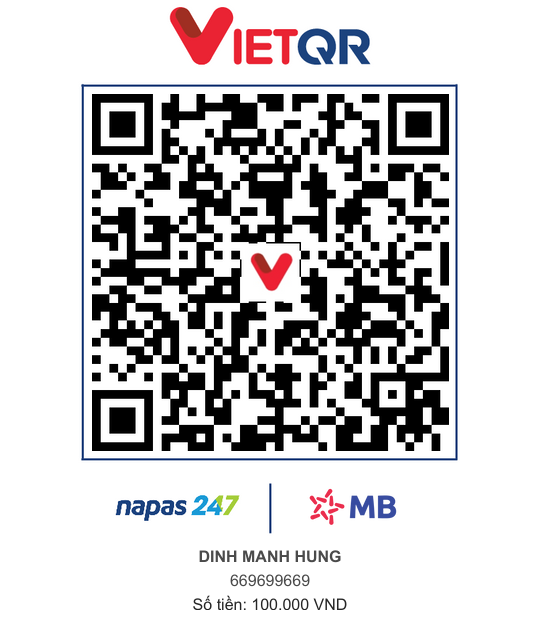 VIETQR
napas 247
MB
DINH MANH HUNG
669699669
Số tiền: 100.000 VND